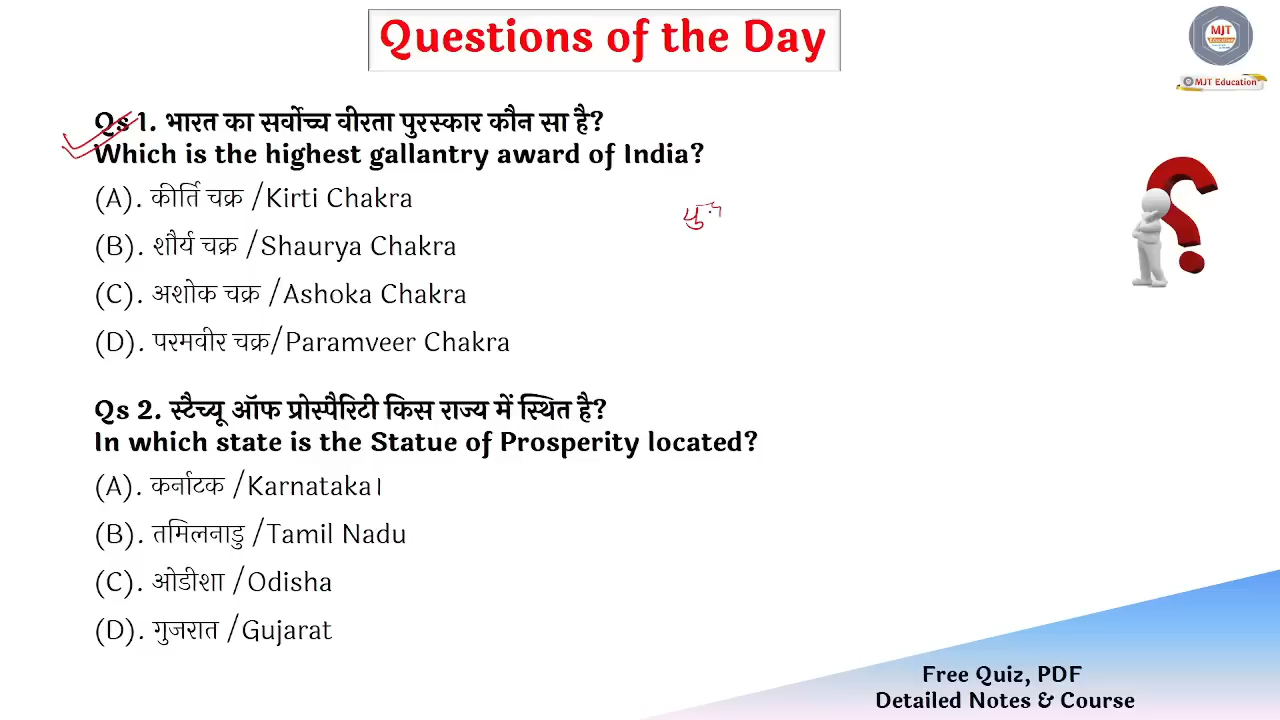 Questions of the Day
MJT
Education
MJT Education
Qs 1. भारत का सर्वोच्च वीरता पुरस्कार कौन सा है?
Which is the highest gallantry award of India?
(A). कीर्ति चक्र /Kirti Chakra
(B). शौर्य चक्र /Shaurya Chakra
(C). अशोक चक्र /Ashoka Chakra
(D). परमवीर चक्र/Paramveer Chakra
Qs 2. स्टैच्यू ऑफ प्रोस्पैरिटी किस राज्य में स्थित है?
In which state is the Statue of Prosperity located?
(A). कर्नाटक /Karnataka।
(B). तमिलनाडु /Tamil Nadu
(C). ओडीशा /Odisha
(D). गुजरात /Gujarat
Free Quiz, PDF
Detailed Notes & Course